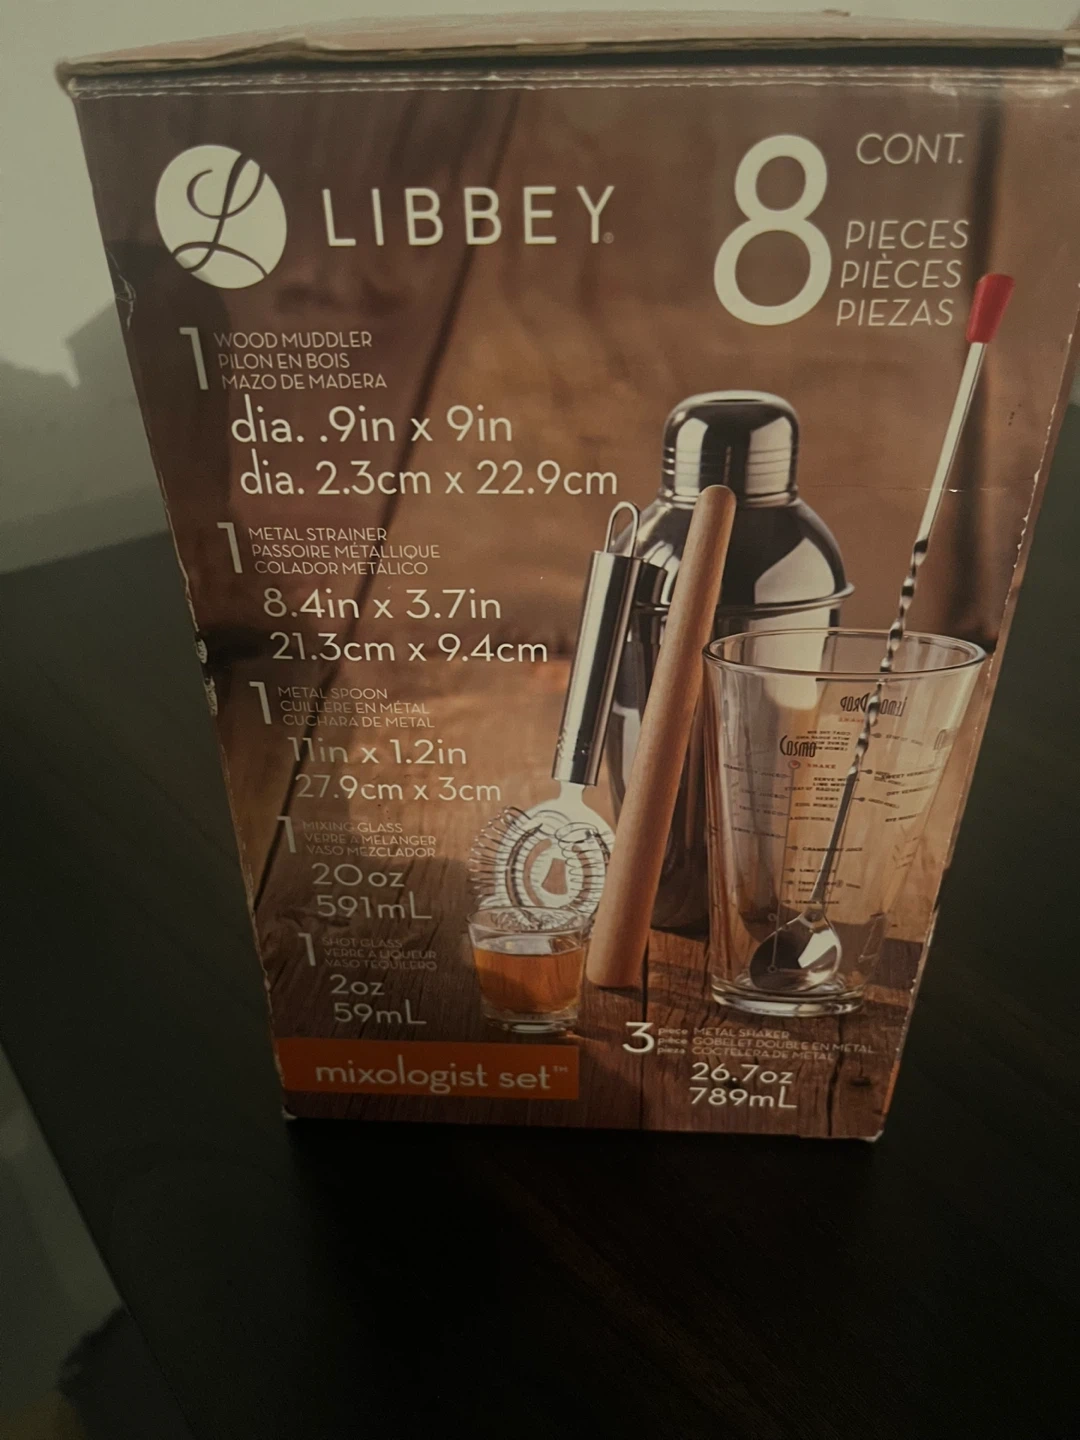 LIBBEY®
8
CONT.
PIECES
PIÈCES
PIEZAS
1
WOOD MUDDLER
PILON EN BOIS
MAZO DE MADERA
dia. .9in x 9in
dia. 2.3cm x 22.9cm
1
METAL STRAINER
PASSOIRE MÉTALLIQUE
COLADOR METÁLICO
8.4in x 3.7in
21.3cm x 9.4cm
1
METAL SPOON
CUILLÈRE EN MÉTAL
CUCHARA DE METAL
11in x 1.2in
27.9cm x 3cm
1
MIXING GLASS
VERRE À MÉLANGER
VASO MEZCLADOR
20oz
591mL
1
SHOT GLASS
VERRE À LIQUEUR
VASO TEQUILERO
2oz
59mL
mixologist set™
3
piece METAL SHAKER
pièce GOBELET DOUBLE EN MÉTAL
pieza COCTELERA DE METAL
26.7oz
789mL
Cosmo
SHAKE
CRANBERRY JUICE